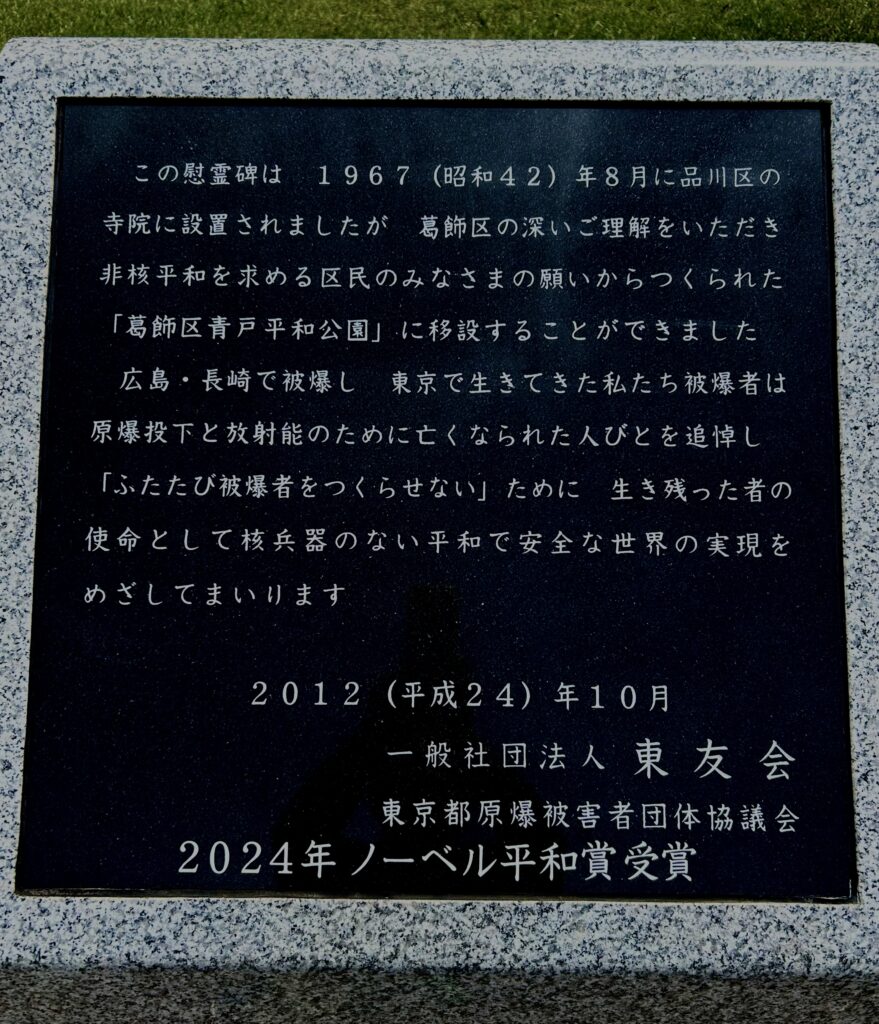 この慰霊碑は　１９６７（昭和４２）年８月に品川区の
寺院に設置されましたが　葛飾区の深いご理解をいただき
非核平和を求める区民のみなさまの願いからつくられた
「葛飾区青戸平和公園」に移設することができました
広島・長崎で被爆し　東京で生きてきた私たち被爆者は
原爆投下と放射能のために亡くなられた人びとを追悼し
「ふたたび被爆者をつくらせない」ために　生き残った者の
使命として核兵器のない平和で安全な世界の実現を
めざしてまいります
２０１２（平成２４）年１０月
一般社団法人 東友会
東京都原爆被害者団体協議会
2024年 ノーベル平和賞受賞